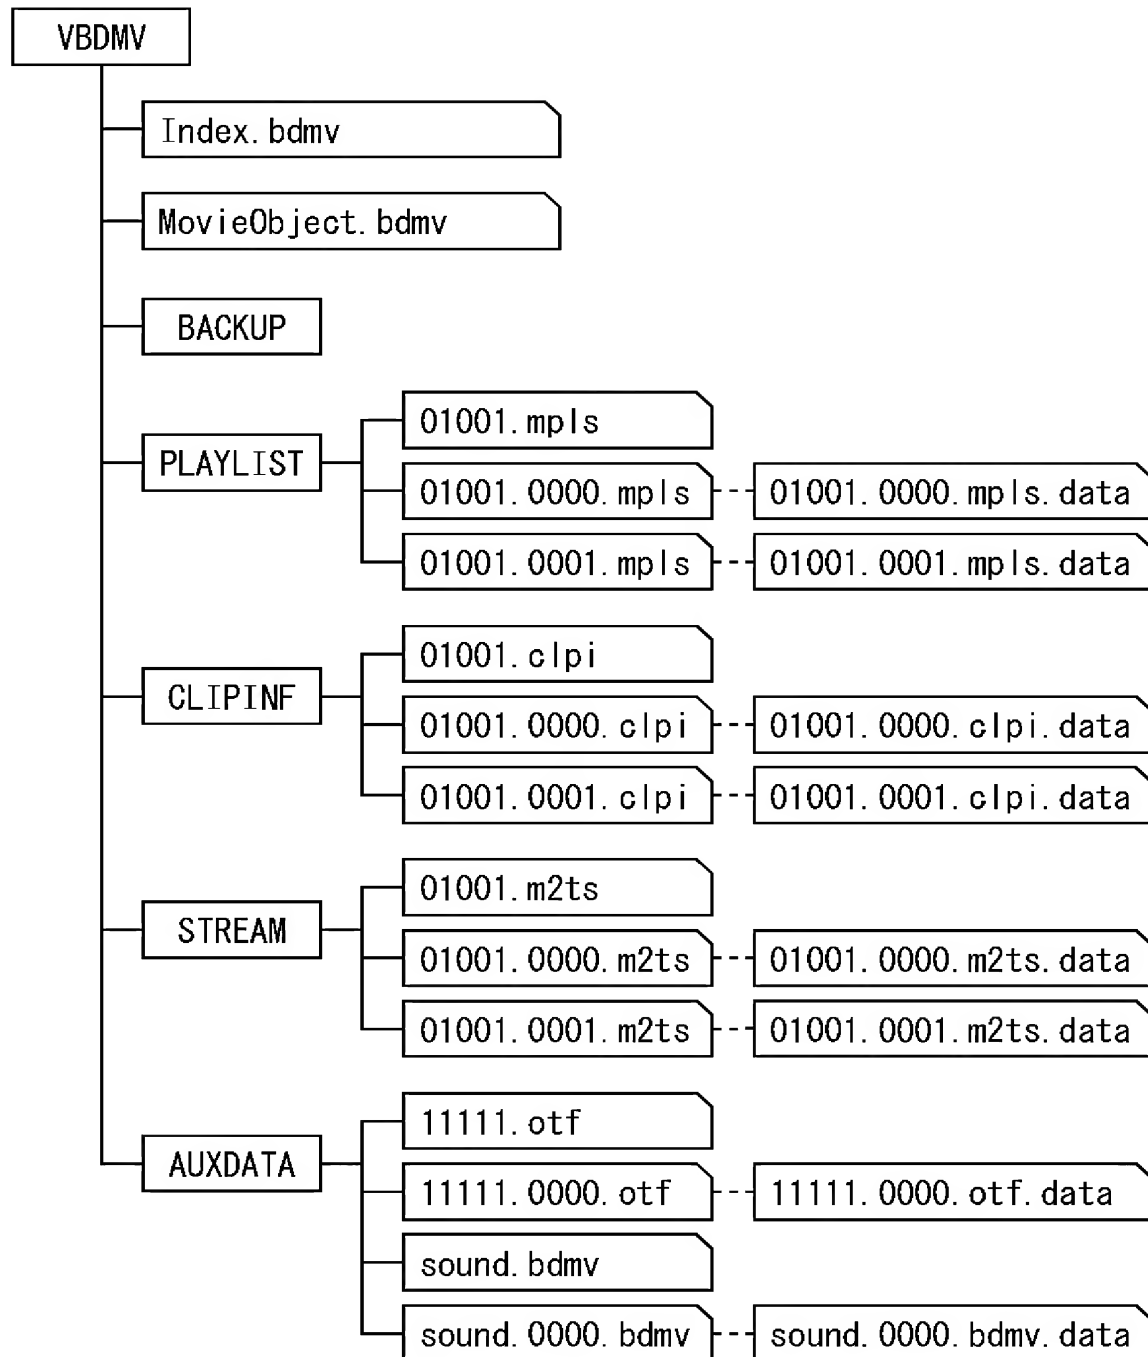 VBDMV
Index.bdmv
MovieObject.bdmv
BACKUP
PLAYLIST
01001.mpls
01001.0000.mpls
01001.0000.mpls.data
01001.0001.mpls
01001.0001.mpls.data
CLIPINF
01001.clpi
01001.0000.clpi
01001.0000.clpi.data
01001.0001.clpi
01001.0001.clpi.data
STREAM
01001.m2ts
01001.0000.m2ts
01001.0000.m2ts.data
01001.0001.m2ts
01001.0001.m2ts.data
AUXDATA
11111.otf
11111.0000.otf
11111.0000.otf.data
sound.bdmv
sound.0000.bdmv
sound.0000.bdmv.data